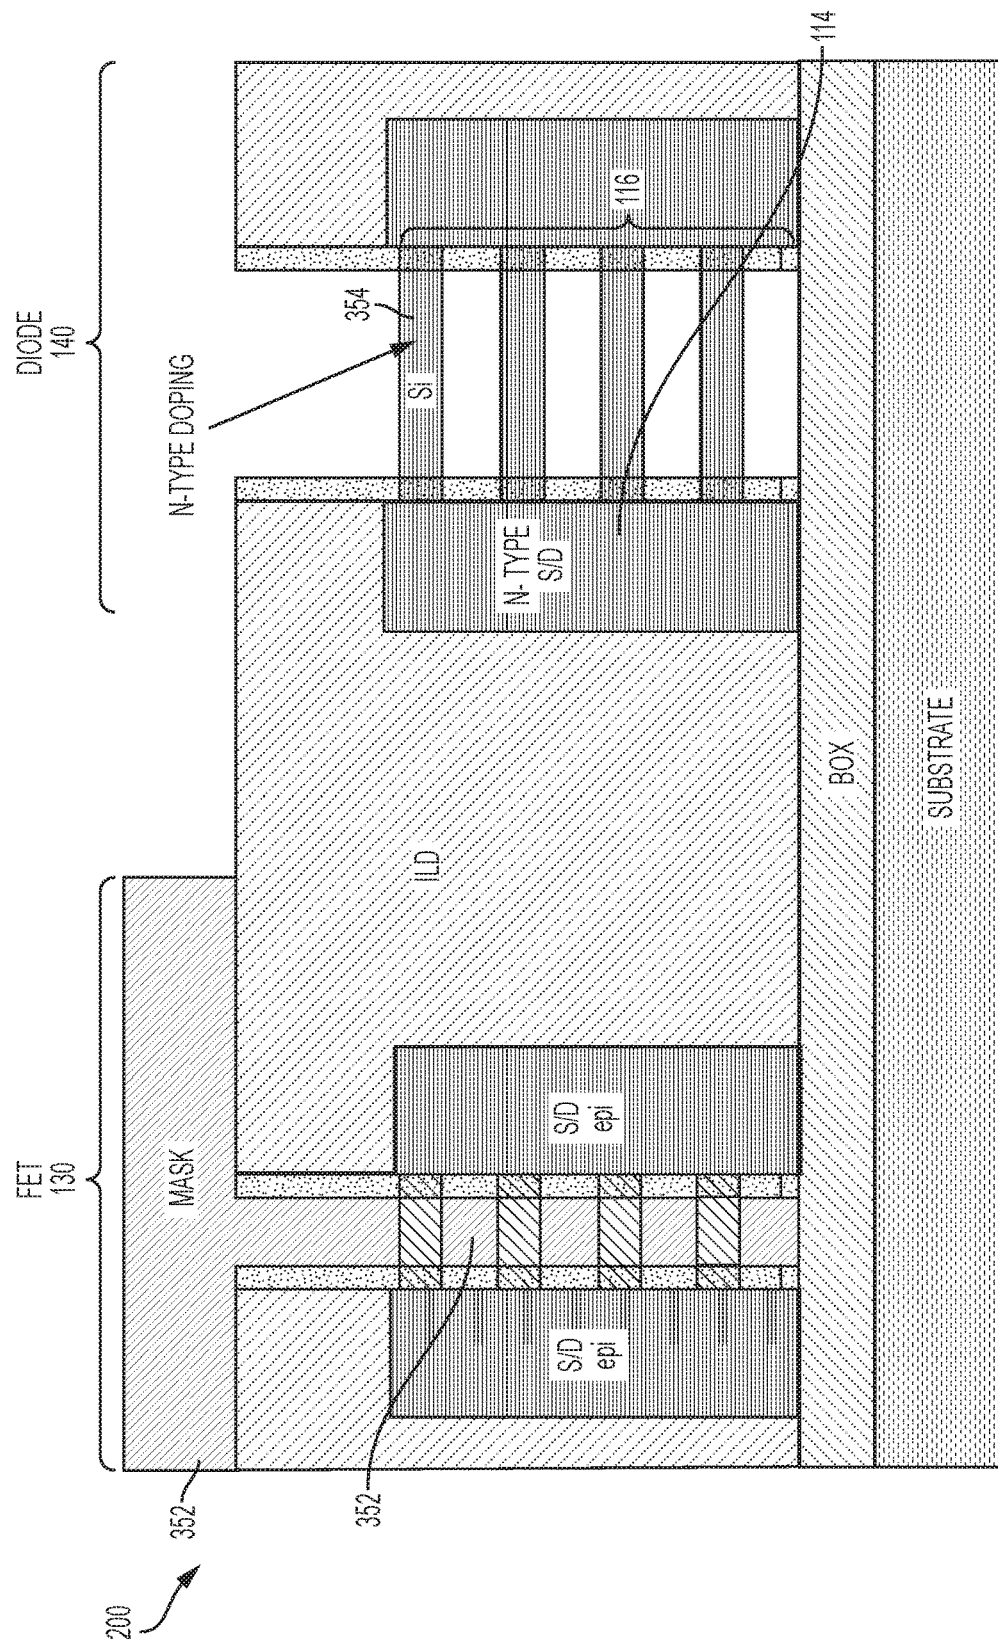 200
FET
130
DIODE
140
352
MASK
N-TYPE DOPING
352
ILD
Si
354
S/D
epi
S/D
epi
N- TYPE
S/D
116
114
BOX
SUBSTRATE